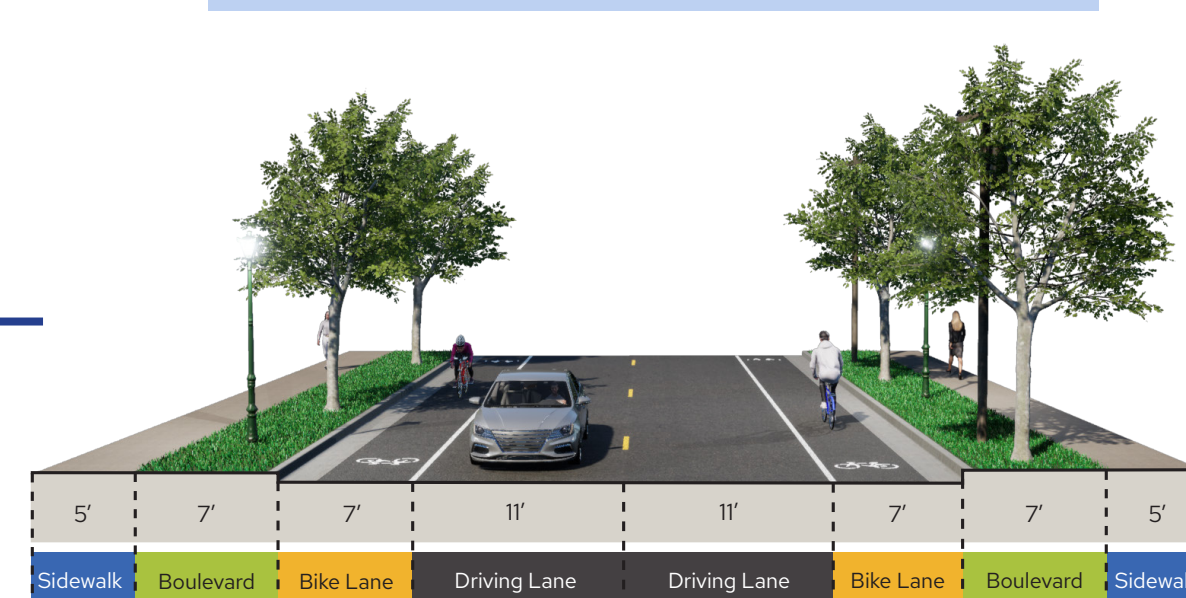 5′ 7′ 7′ 11′ 11′ 7′ 7′ 5′
Sidewalk Boulevard Bike Lane Driving Lane Driving Lane Bike Lane Boulevard Sidewal